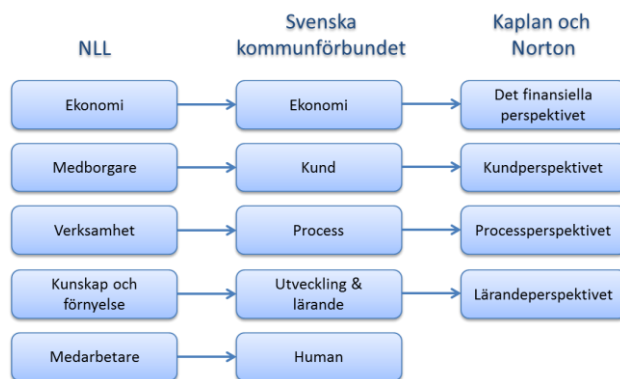 NLL
Svenska
kommunförbundet
Kaplan och
Norton
Ekonomi
Ekonomi
Det finansiella
perspektivet
Medborgare
Kund
Kundperspektivet
Verksamhet
Process
Processperspektivet
Kunskap och
förnyelse
Utveckling &
lärande
Lärandeperspektivet
Medarbetare
Human